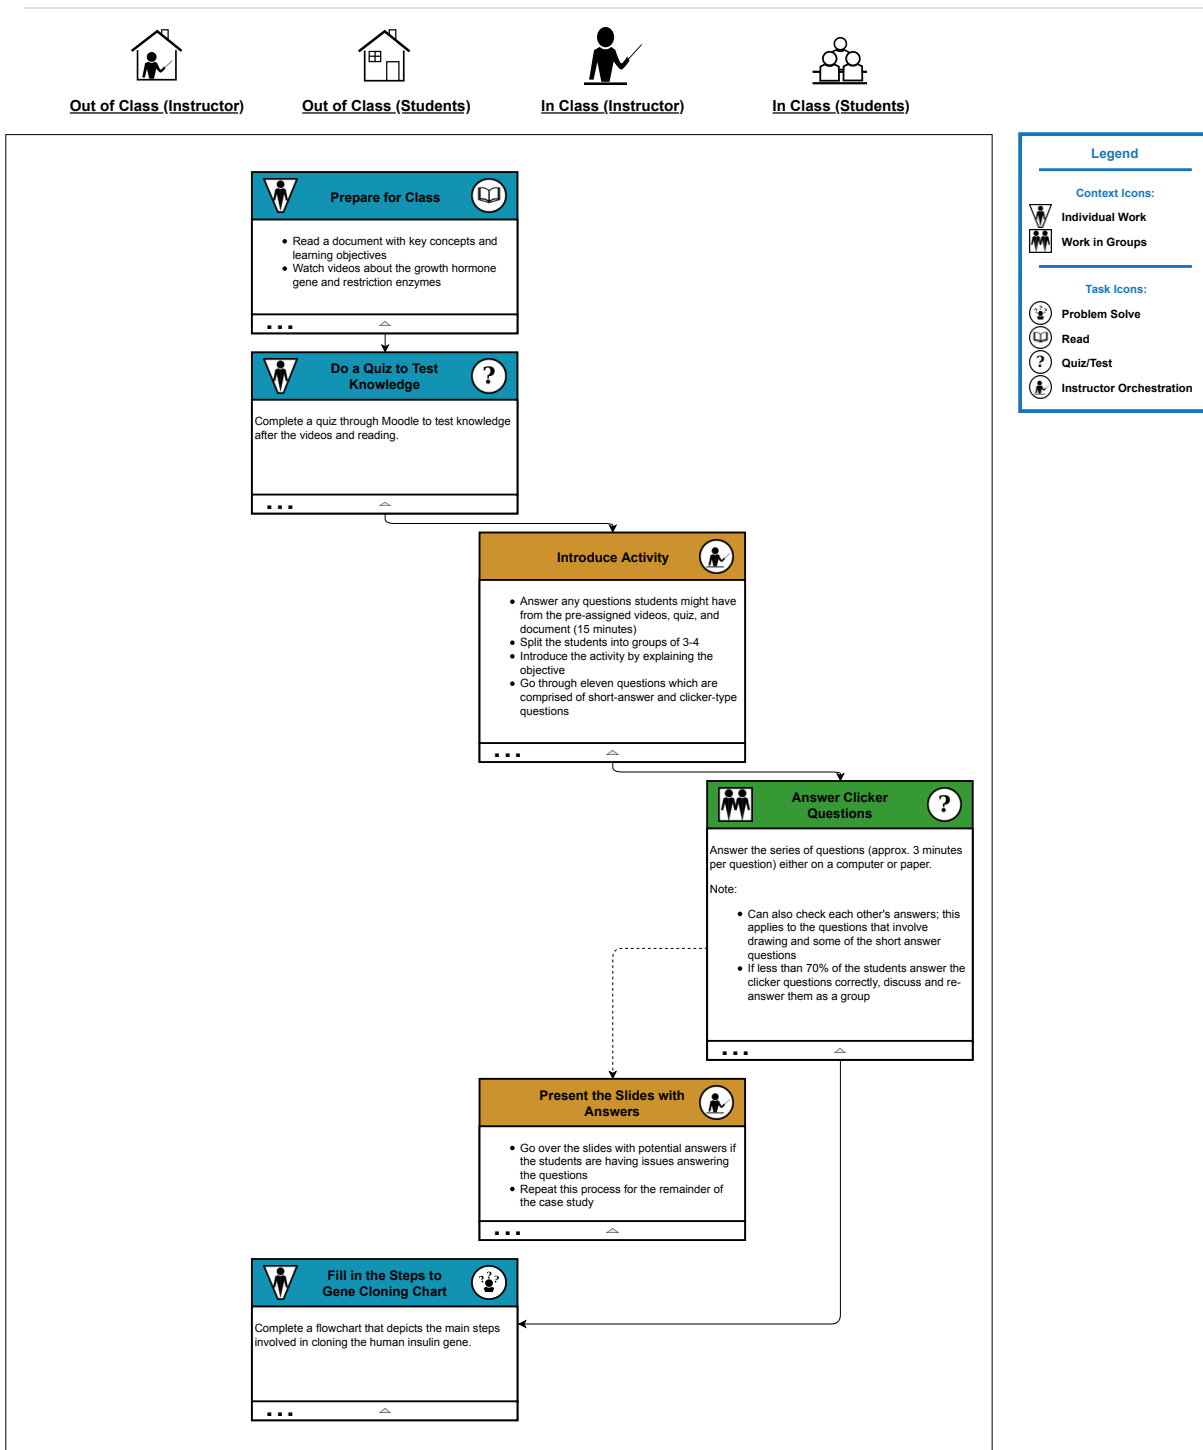 Out of Class (Instructor)
Out of Class (Students)
In Class (Instructor)
In Class (Students)
Legend
Context Icons:
Individual Work
Work in Groups
Task Icons:
Problem Solve
Read
Quiz/Test
Instructor Orchestration
Prepare for Class
• Read a document with key concepts and
learning objectives
• Watch videos about the growth hormone
gene and restriction enzymes
Do a Quiz to Test
Knowledge
Complete a quiz through Moodle to test knowledge
after the videos and reading.
Introduce Activity
• Answer any questions students might have
from the pre-assigned videos, quiz, and
document (15 minutes)
• Split the students into groups of 3-4
• Introduce the activity by explaining the
objective
• Go through eleven questions which are
comprised of short-answer and clicker-type
questions
Answer Clicker
Questions
Answer the series of questions (approx. 3 minutes
per question) either on a computer or paper.
Note:
• Can also check each other's answers; this
applies to the questions that involve
drawing and some of the short answer
questions
• If less than 70% of the students answer the
clicker questions correctly, discuss and re-
answer them as a group
Present the Slides with
Answers
• Go over the slides with potential answers if
the students are having issues answering
the questions
• Repeat this process for the remainder of
the case study
Fill in the Steps to
Gene Cloning Chart
Complete a flowchart that depicts the main steps
involved in cloning the human insulin gene.